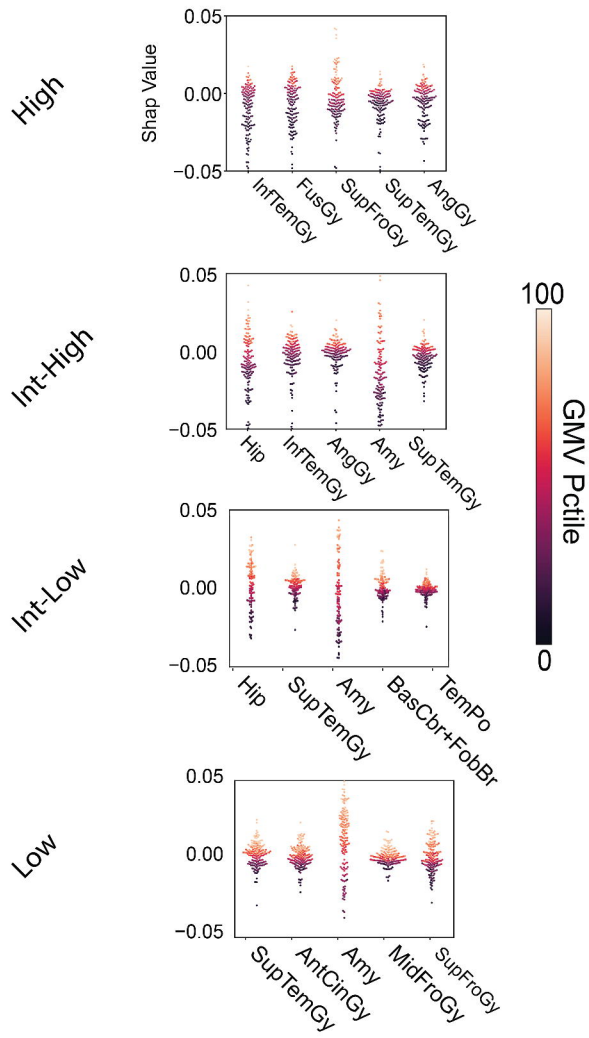 High
Shap Value
0.05
0.00
−0.05
InfTemGy
FusGy
SupFroGy
SupTemGy
AngGy
Int-High
0.05
0.00
−0.05
Hip
InfTemGy
AngGy
Amy
SupTemGy
100
GMV Pctile
0
Int-Low
0.05
0.00
−0.05
Hip
SupTemGy
Amy
BasCbr+FobBr
TemPo
Low
0.05
0.00
−0.05
SupTemGy
AntCinGy
Amy
MidFroGy
SupFroGy